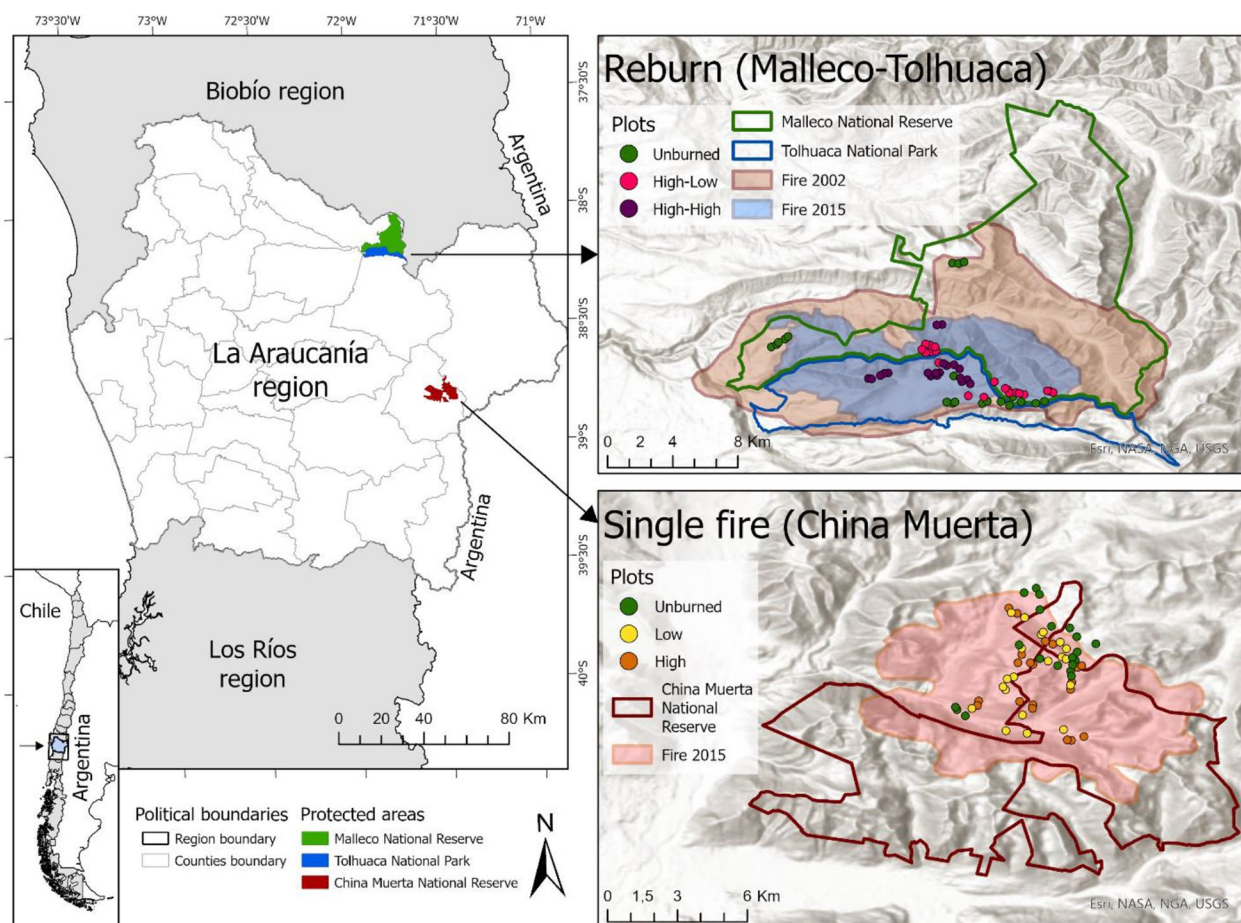 73°30'W
72°30'W
72°W
71°30'W
71°W
37°30'S
38°S
38°30'S
39°S
39°30'S
40°S
Biobío region
Argentina
La Araucanía
region
Argentina
Los Ríos
region
0 20 40 80 Km
Chile
Argentina
Political boundaries
Region boundary
Counties boundary
Protected areas
Malleco National Reserve
Tolhuaca National Park
China Muerta National Reserve
N
Reburn (Malleco-Tolhuaca)
Plots
Unburned
High-Low
High-High
Malleco National Reserve
Tolhuaca National Park
Fire 2002
Fire 2015
0 2 4 8 Km
Esri, NASA, NGA, USGS
Single fire (China Muerta)
Plots
Unburned
Low
High
China Muerta
National
Reserve
Fire 2015
0 1,5 3 6 Km
Esri, NASA, NGA, USGS